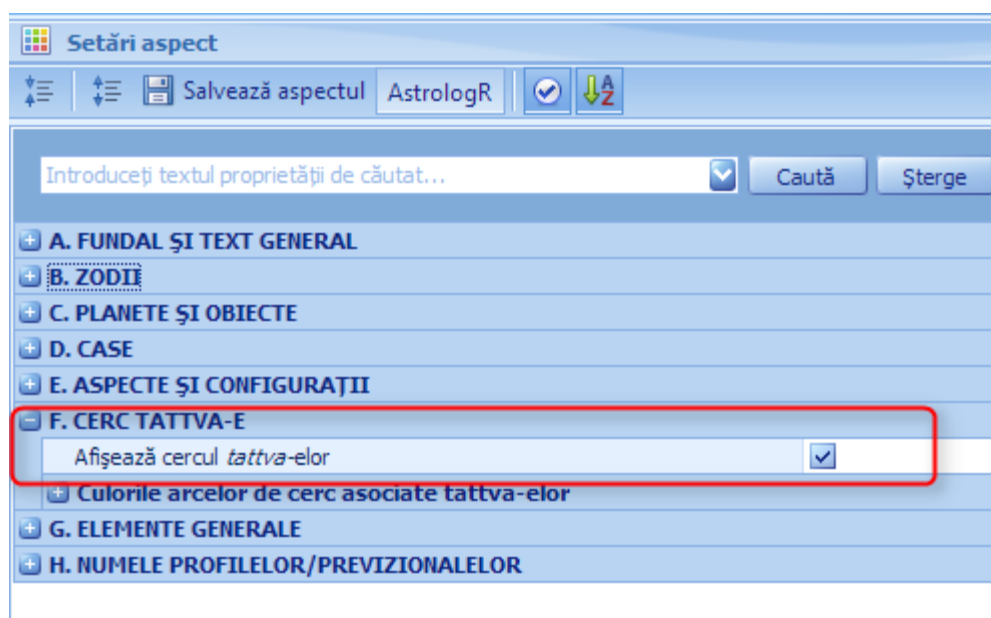 Setări aspect
Salvează aspectul AstrologR
Introduceţi textul proprietăţii de căutat... Caută Şterge
A. FUNDAL ŞI TEXT GENERAL
B. ZODII
C. PLANETE ŞI OBIECTE
D. CASE
E. ASPECTE ŞI CONFIGURAŢII
F. CERC TATTVA-E
Afişează cercul tattva-elor
Culorile arcelor de cerc asociate tattva-elor
G. ELEMENTE GENERALE
H. NUMELE PROFILELOR/PREVIZIONALELOR